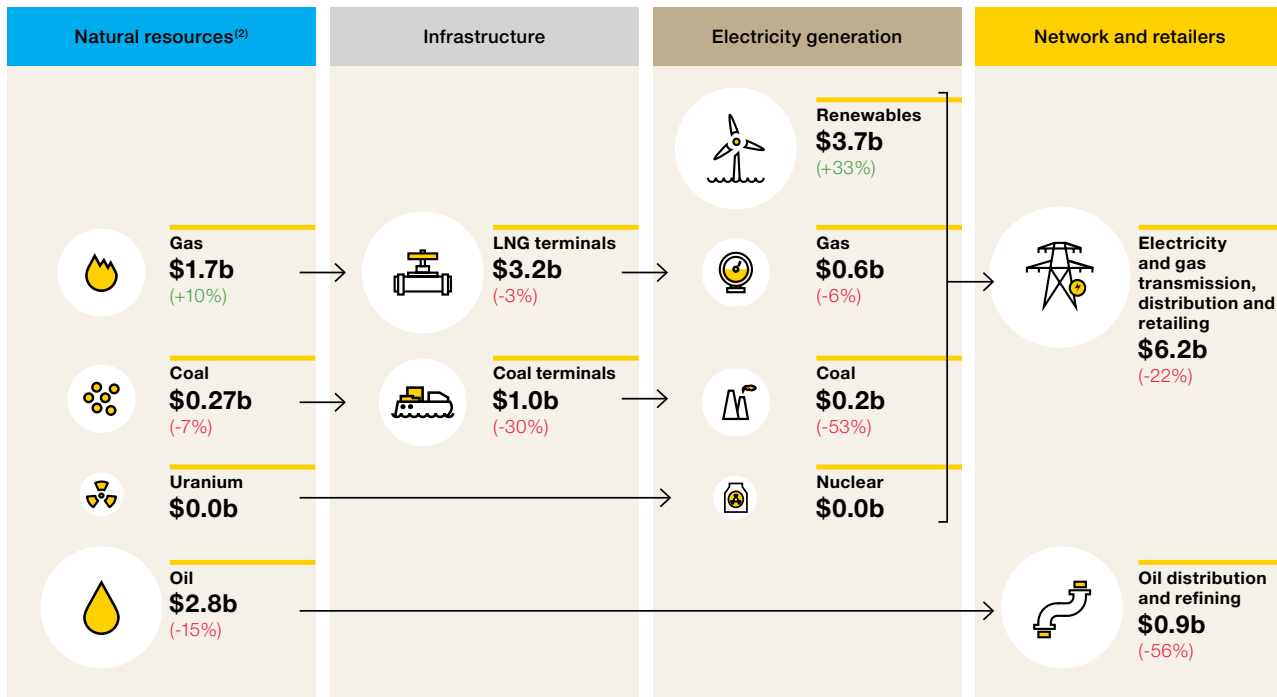 Natural resources(2)
Infrastructure
Electricity generation
Network and retailers
Gas
$1.7b
(+10%)
Coal
$0.27b
(-7%)
Uranium
$0.0b
Oil
$2.8b
(-15%)
LNG terminals
$3.2b
(-3%)
Coal terminals
$1.0b
(-30%)
Renewables
$3.7b
(+33%)
Gas
$0.6b
(-6%)
Coal
$0.2b
(-53%)
Nuclear
$0.0b
Electricity
and gas
transmission,
distribution and
retailing
$6.2b
(-22%)
Oil distribution
and refining
$0.9b
(-56%)